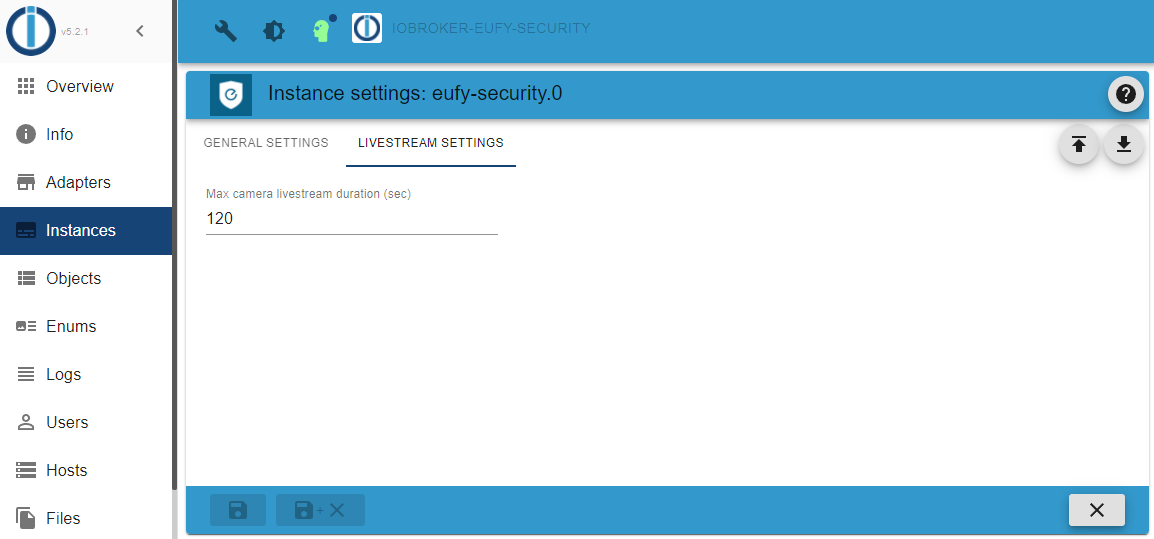 v5.2.1
IOBROKER-EUFY-SECURITY
Overview
Info
Adapters
Instances
Objects
Enums
Logs
Users
Hosts
Files
Instance settings: eufy-security.0
GENERAL SETTINGS
LIVESTREAM SETTINGS
Max camera livestream duration (sec)
120
+